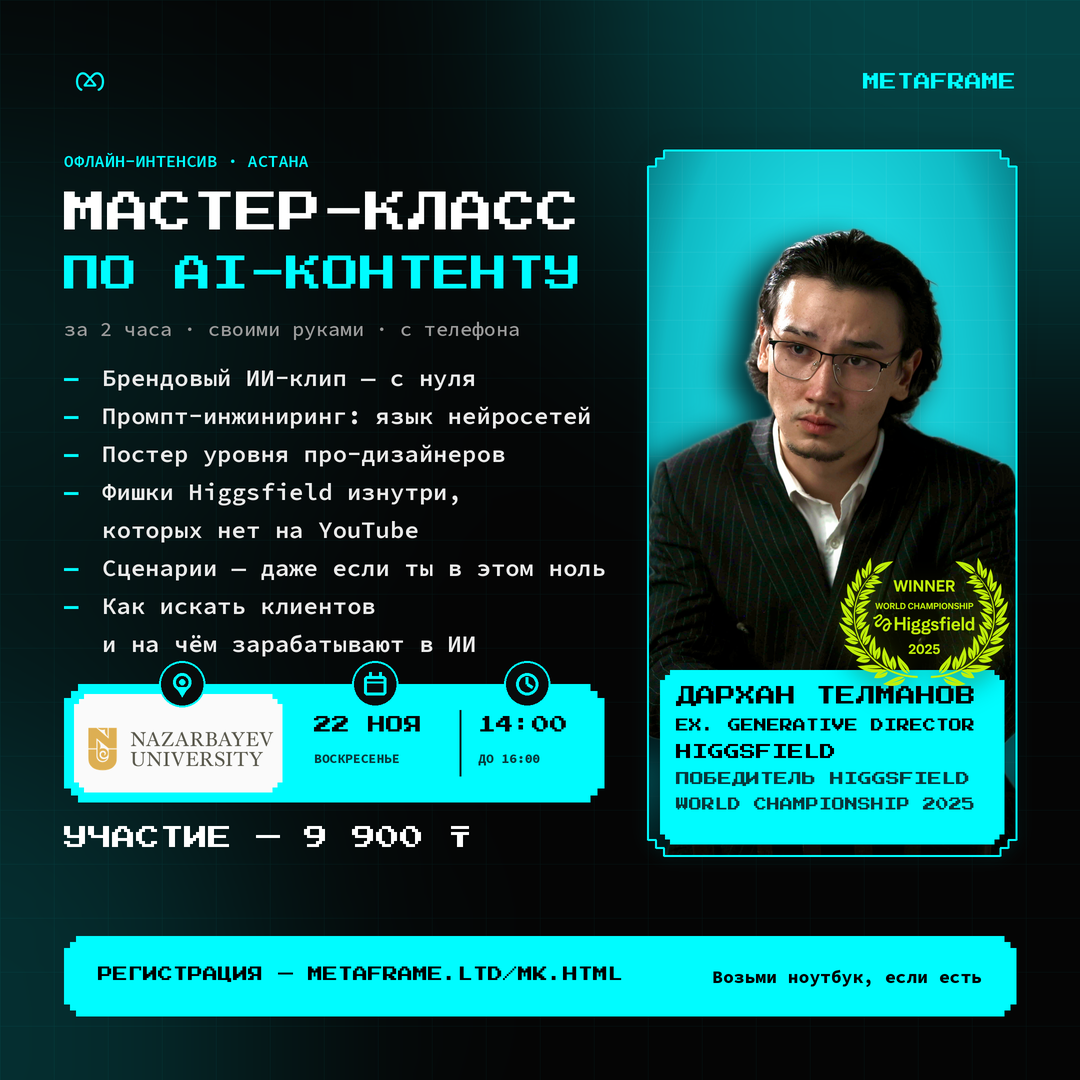 METAFRAME
ОФЛАЙН-ИНТЕНСИВ · АСТАНА
МАСТЕР-КЛАСС
ПО AI-КОНТЕНТУ
за 2 часа · своими руками · с телефона
— Брендовый ИИ-клип — с нуля
— Промпт-инжиниринг: язык нейросетей
— Постер уровня про-дизайнеров
— Фишки Higgsfield изнутри,
которых нет на YouTube
— Сценарии — даже если ты в этом ноль
— Как искать клиентов
и на чём зарабатывают в ИИ
NAZARBAYEV
UNIVERSITY
22 НОЯ
ВОСКРЕСЕНЬЕ
14:00
ДО 16:00
УЧАСТИЕ — 9 900 ₸
WINNER
WORLD CHAMPIONSHIP
Higgsfield
2025
ДАРХАН ТЕЛМАНОВ
EX. GENERATIVE DIRECTOR
HIGGSFIELD
ПОБЕДИТЕЛЬ HIGGSFIELD
WORLD CHAMPIONSHIP 2025
РЕГИСТРАЦИЯ — METAFRAME.LTD/MK.HTML
Возьми ноутбук, если есть